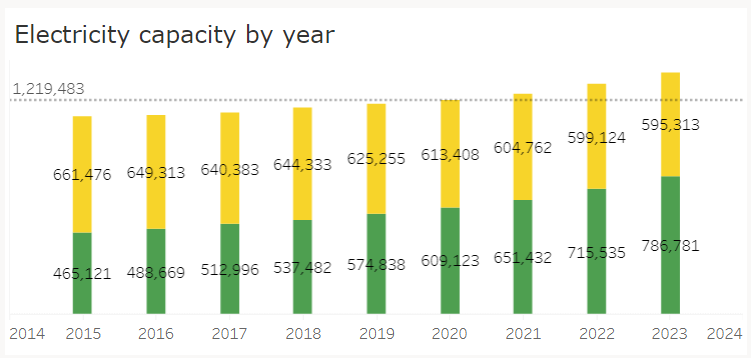 Electricity capacity by year
1,219,483
661,476 649,313 640,383 644,333 625,255 613,408 604,762 599,124 595,313
465,121 488,669 512,996 537,482 574,838 609,123 651,432 715,535 786,781
2014 2015 2016 2017 2018 2019 2020 2021 2022 2023 2024